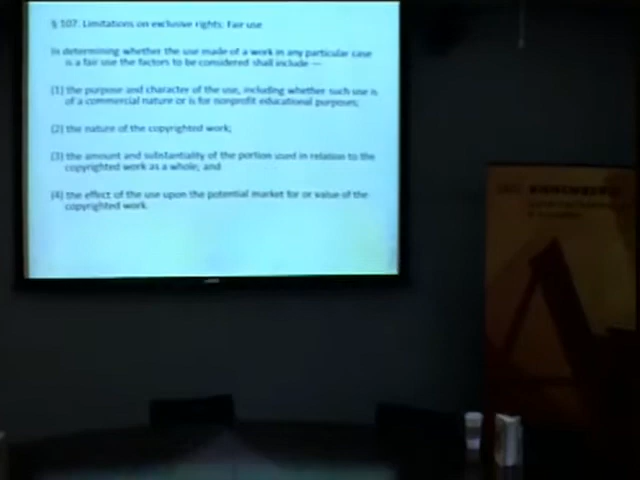 § 107. Limitations on exclusive rights: Fair use
In determining whether the use made of a work in any particular case
is a fair use the factors to be considered shall include —
(1) the purpose and character of the use, including whether such use is
of a commercial nature or is for nonprofit educational purposes;
(2) the nature of the copyrighted work;
(3) the amount and substantiality of the portion used in relation to the
copyrighted work as a whole; and
(4) the effect of the use upon the potential market for or value of the
copyrighted work.
ANNENBERG